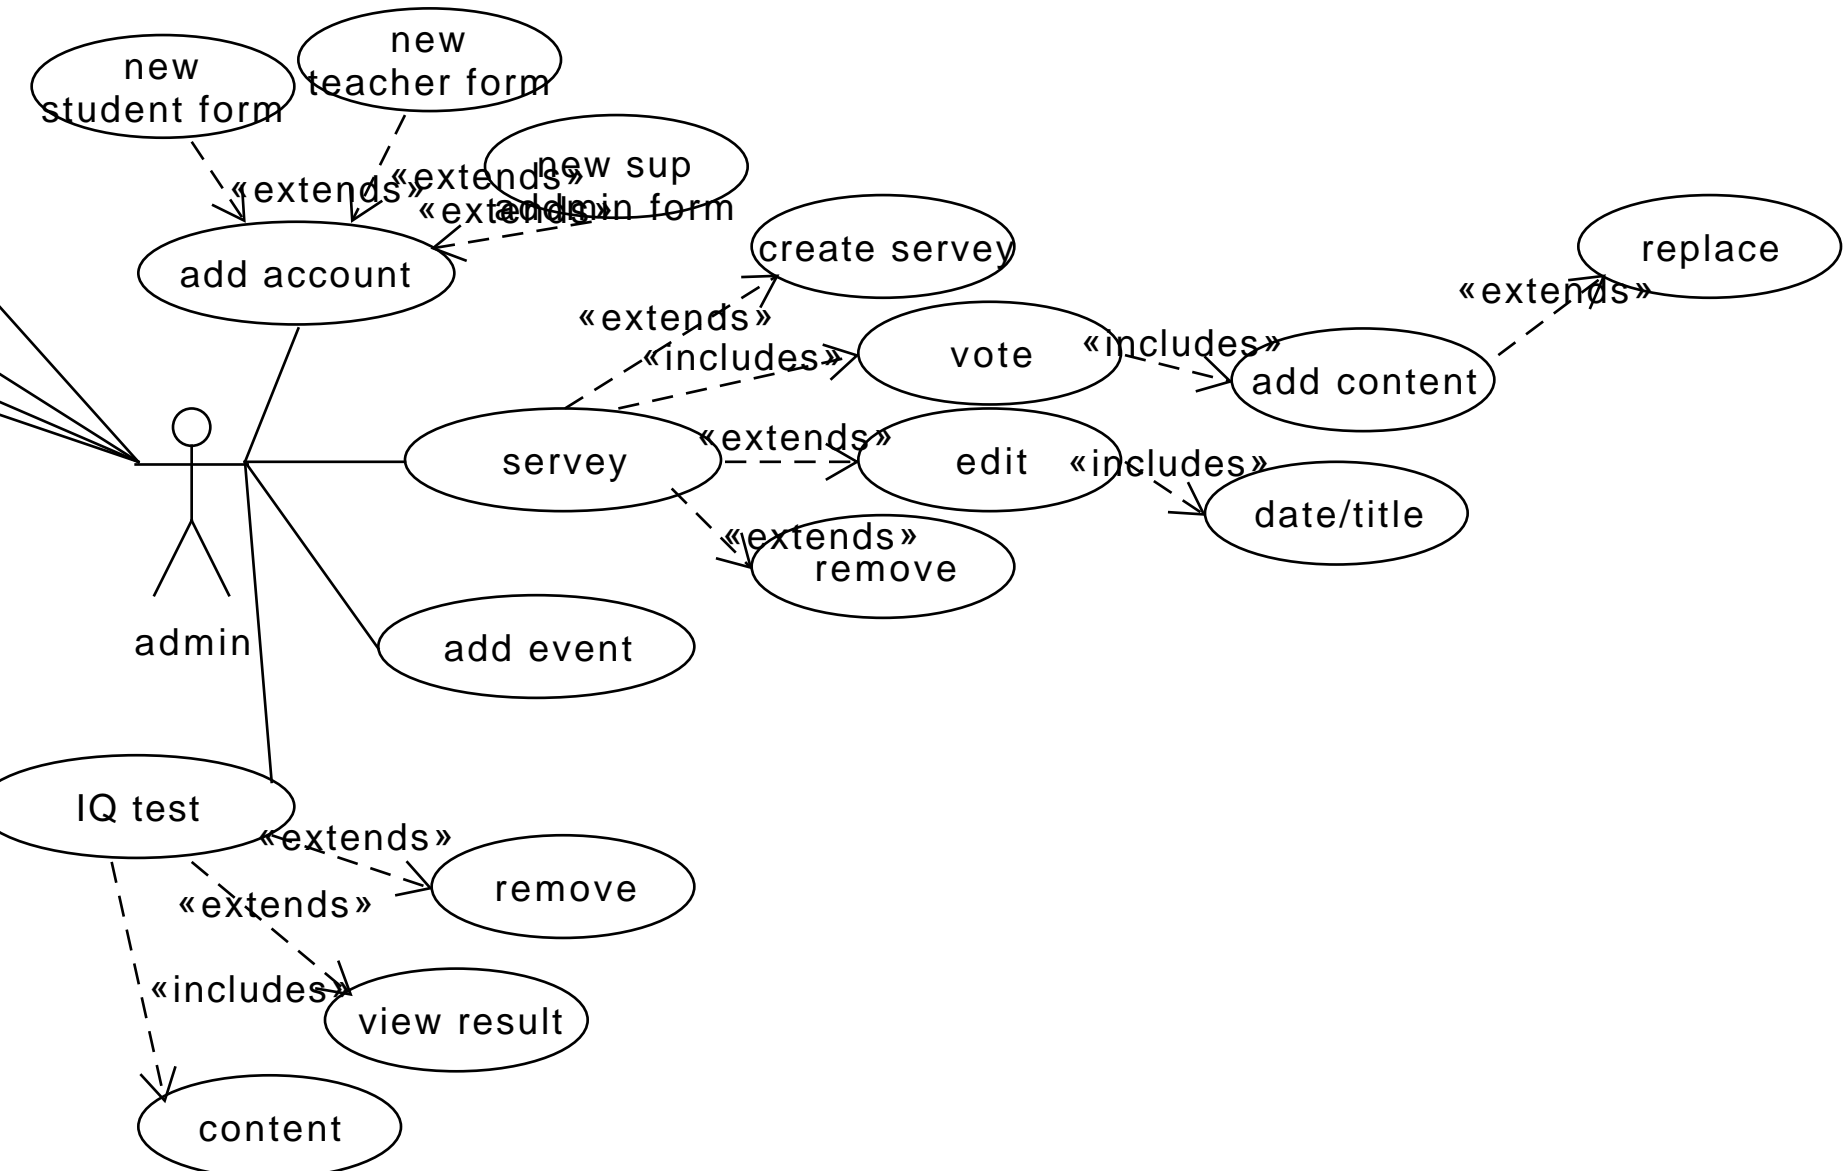 new
student form
new
teacher form
«extends»
«extends»
new sup
addmin form
«extends»
add account
create servey
replace
«extends»
«extends»
vote
«includes»
«includes»
add content
servey
«extends»
edit
«includes»
date/title
«extends»
remove
admin
add event
IQ test
«extends»
remove
«extends»
«includes»
view result
content